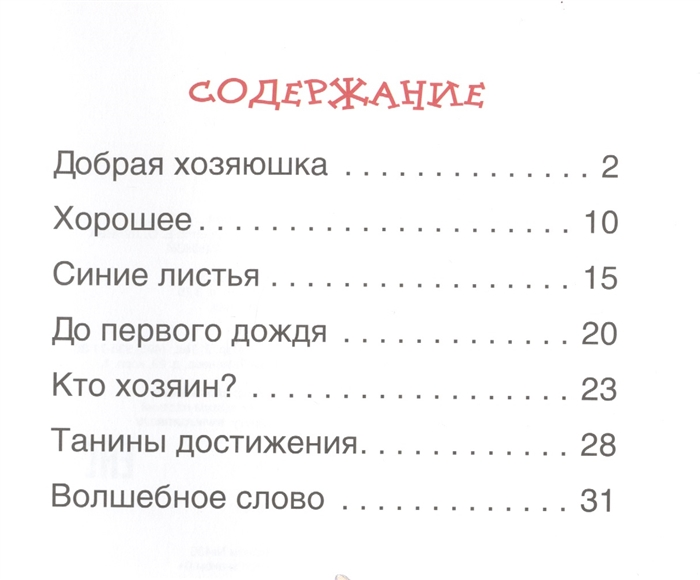 СОДЕРЖАНИЕ
Добрая хозяюшка . . . . . . . . . . . . . . 2
Хорошее . . . . . . . . . . . . . . . . . . . . . . 10
Синие листья . . . . . . . . . . . . . . . . . 15
До первого дождя . . . . . . . . . . . . . 20
Кто хозяин? . . . . . . . . . . . . . . . . . . 23
Танины достижения. . . . . . . . . . . . 28
Волшебное слово . . . . . . . . . . . . . 31